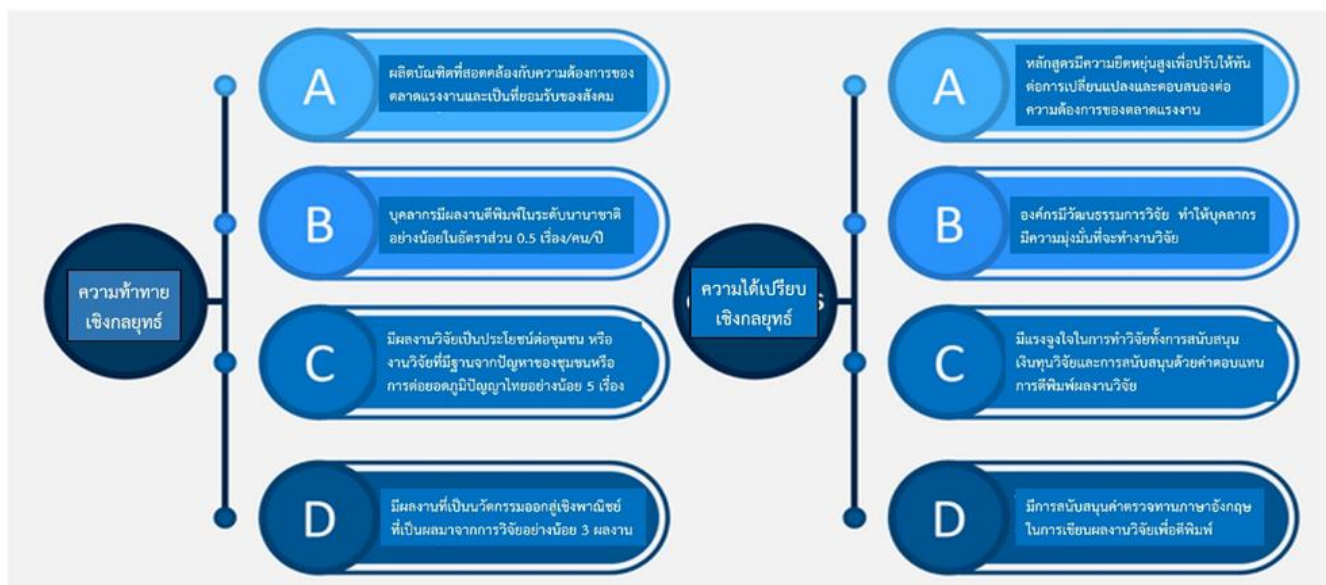 ความท้าทาย
เชิงกลยุทธ์
A
ผลิตบัณฑิตที่สอดคล้องกับความต้องการของ
ตลาดแรงงานและเป็นที่ยอมรับของสังคม
B
บุคลากรมีผลงานตีพิมพ์ในระดับนานาชาติ
อย่างน้อยในอัตราส่วน 0.5 เรื่อง/คน/ปี
C
มีผลงานวิจัยเป็นประโยชน์ต่อชุมชน หรือ
งานวิจัยที่มีฐานจากปัญหาของชุมชนหรือ
การต่อยอดภูมิปัญญาไทยอย่างน้อย 5 เรื่อง
D
มีผลงานที่เป็นนวัตกรรมออกสู่เชิงพาณิชย์
ที่เป็นผลมาจากการวิจัยอย่างน้อย 3 ผลงาน
ความได้เปรียบ
เชิงกลยุทธ์
A
หลักสูตรมีความยืดหยุ่นสูงเพื่อปรับให้ทัน
ต่อการเปลี่ยนแปลงและตอบสนองต่อ
ความต้องการของตลาดแรงงาน
B
องค์กรมีวัฒนธรรมการวิจัย ทำให้บุคลากร
มีความมุ่งมั่นที่จะทำงานวิจัย
C
มีแรงจูงใจในการทำวิจัยทั้งการสนับสนุน
เงินทุนวิจัยและการสนับสนุนด้วยค่าตอบแทน
การตีพิมพ์ผลงานวิจัย
D
มีการสนับสนุนค่าตรวจทานภาษาอังกฤษ
ในการเขียนผลงานวิจัยเพื่อตีพิมพ์